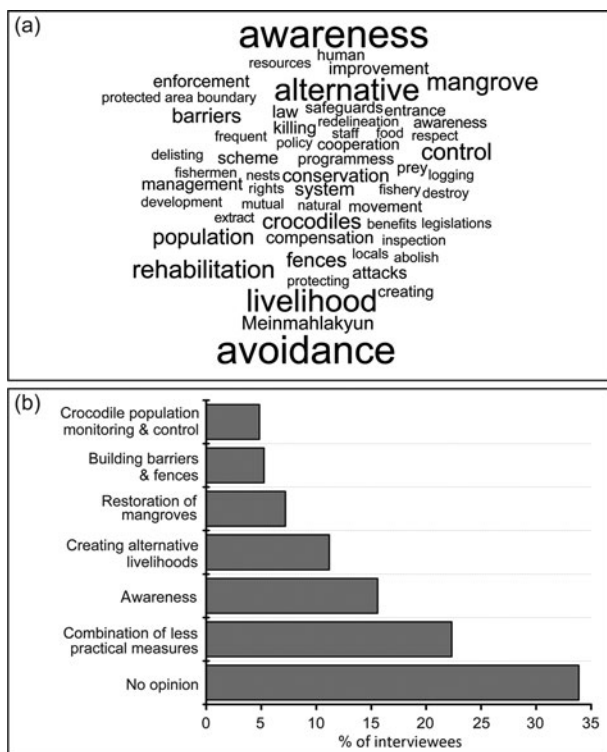 (a)
awareness
resources human
enforcement improvement
alternative mangrove
protected area boundary
barriers law safeguards entrance
killing redelineation awareness
frequent staff food respect
policy cooperation control
delisting scheme programmess
fishermen nests conservation prey logging
management rights system fishery destroy
development mutual natural movement
extract crocodiles benefits legislations
population compensation inspection
fences locals abolish
rehabilitation protecting attacks
livelihood creating
Meinmahlakyun
avoidance
(b)
Crocodile population
monitoring & control
Building barriers
& fences
Restoration of
mangroves
Creating alternative
livelihoods
Awareness
Combination of less
practical measures
No opinion
0 5 10 15 20 25 30 35
% of interviewees